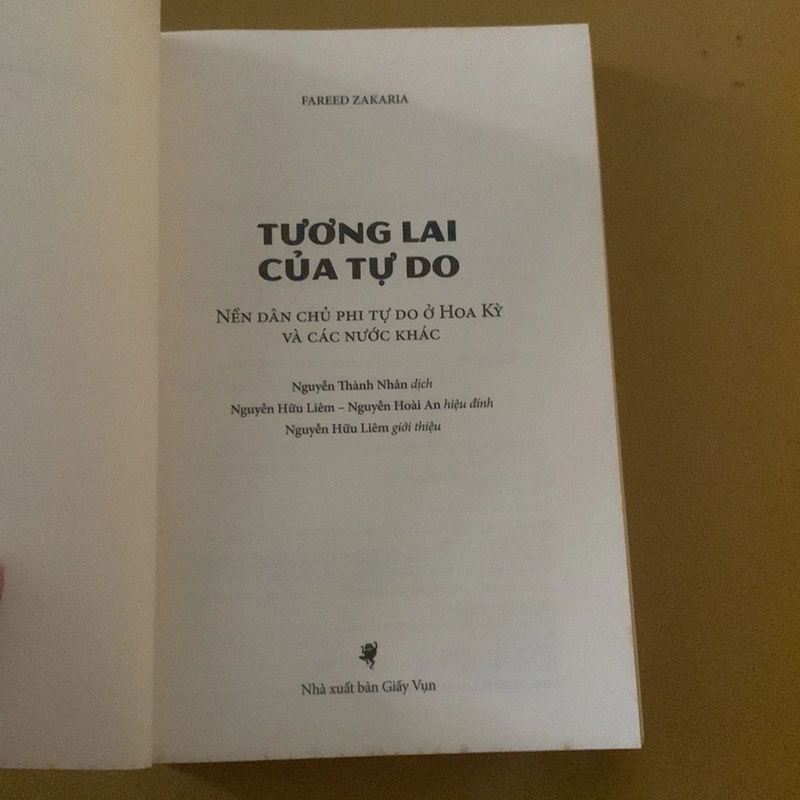 FAREED ZAKARIA
TƯƠNG LAI
CỦA TỰ DO
NỀN DÂN CHỦ PHI TỰ DO Ở HOA KỲ
VÀ CÁC NƯỚC KHÁC
Nguyễn Thành Nhân dịch
Nguyễn Hữu Liêm – Nguyễn Hoài An hiệu đính
Nguyễn Hữu Liêm giới thiệu
Nhà xuất bản Giấy Vụn